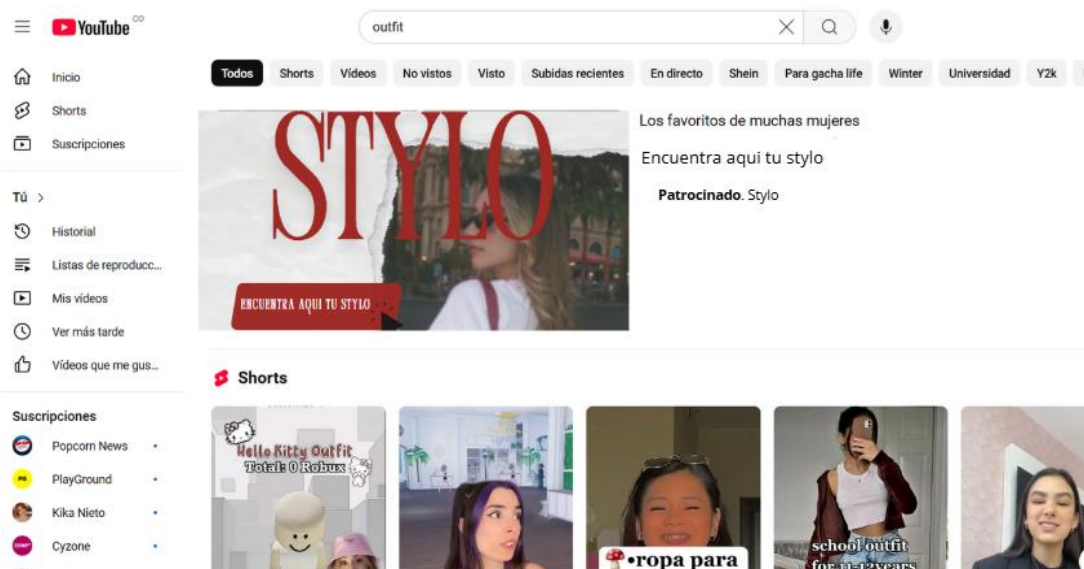 YouTube CO
outfit
Inicio
Shorts
Suscripciones
Tú >
Historial
Listas de reproducc...
Mis vídeos
Ver más tarde
Vídeos que me gus...
Suscripciones
Popcorn News
PlayGround
Kika Nieto
Cyzone
Todos
Shorts
Vídeos
No vistos
Visto
Subidas recientes
En directo
Shein
Para gacha life
Winter
Universidad
Y2k
STYLO
ENCUENTRA AQUI TU STYLO
Los favoritos de muchas mujeres
Encuentra aqui tu stylo
Patrocinado. Stylo
Shorts
Hello Kitty Outfit
Total: 0 Robux
•ropa para
school outfit
for 11-12years